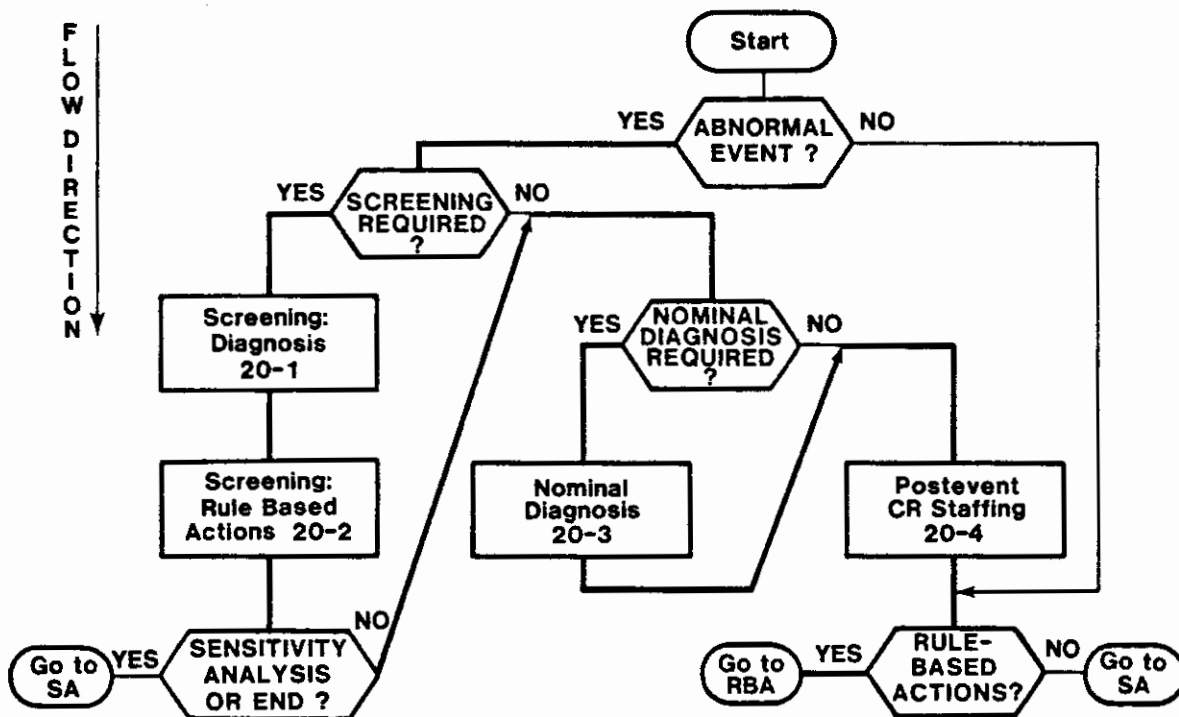 FLOW DIRECTION
Start
YES
ABNORMAL
EVENT ?
NO
YES
SCREENING
REQUIRED
?
NO
Screening:
Diagnosis
20-1
YES
NOMINAL
DIAGNOSIS
REQUIRED
?
NO
Screening:
Rule Based
Actions 20-2
Nominal
Diagnosis
20-3
Postevent
CR Staffing
20-4
Go to
SA
YES
SENSITIVITY
ANALYSIS
OR END ?
NO
Go to
RBA
YES
RULE-
BASED
ACTIONS?
NO
Go to
SA